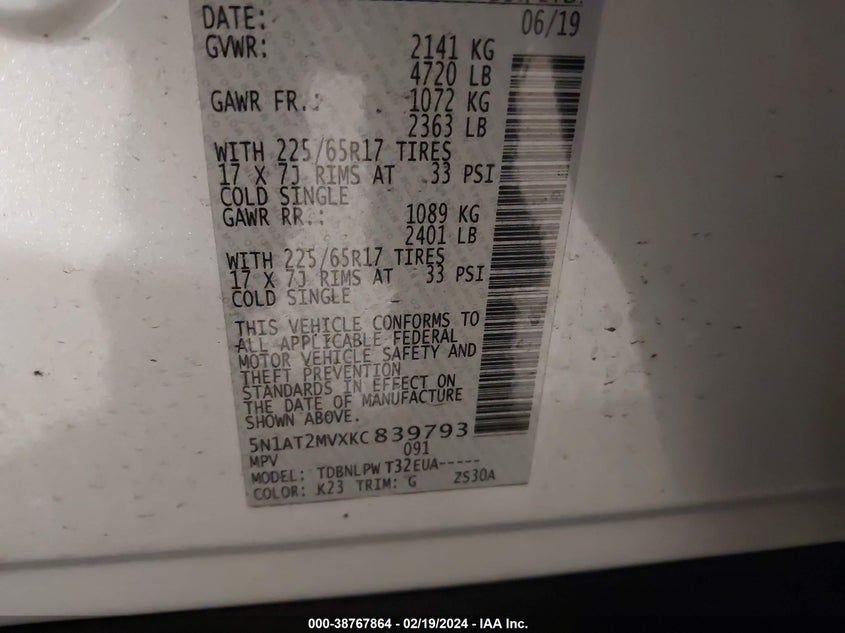 DATE: 06/19
GVWR: 2141 KG
4720 LB
GAWR FR.: 1072 KG
2363 LB
WITH 225/65R17 TIRES
17 X 7J RIMS AT 33 PSI
COLD SINGLE
GAWR RR.: 1089 KG
2401 LB
WITH 225/65R17 TIRES
17 X 7J RIMS AT 33 PSI
COLD SINGLE
THIS VEHICLE CONFORMS TO
ALL APPLICABLE FEDERAL
MOTOR VEHICLE SAFETY AND
THEFT PREVENTION
STANDARDS IN EFFECT ON
THE DATE OF MANUFACTURE
SHOWN ABOVE.
5N1AT2MVXKC 839793
MPV 091
MODEL: TDBNLPW T32EUA-----
COLOR: K23 TRIM: G ZS30A
000-38767864 - 02/19/2024 - IAA Inc.